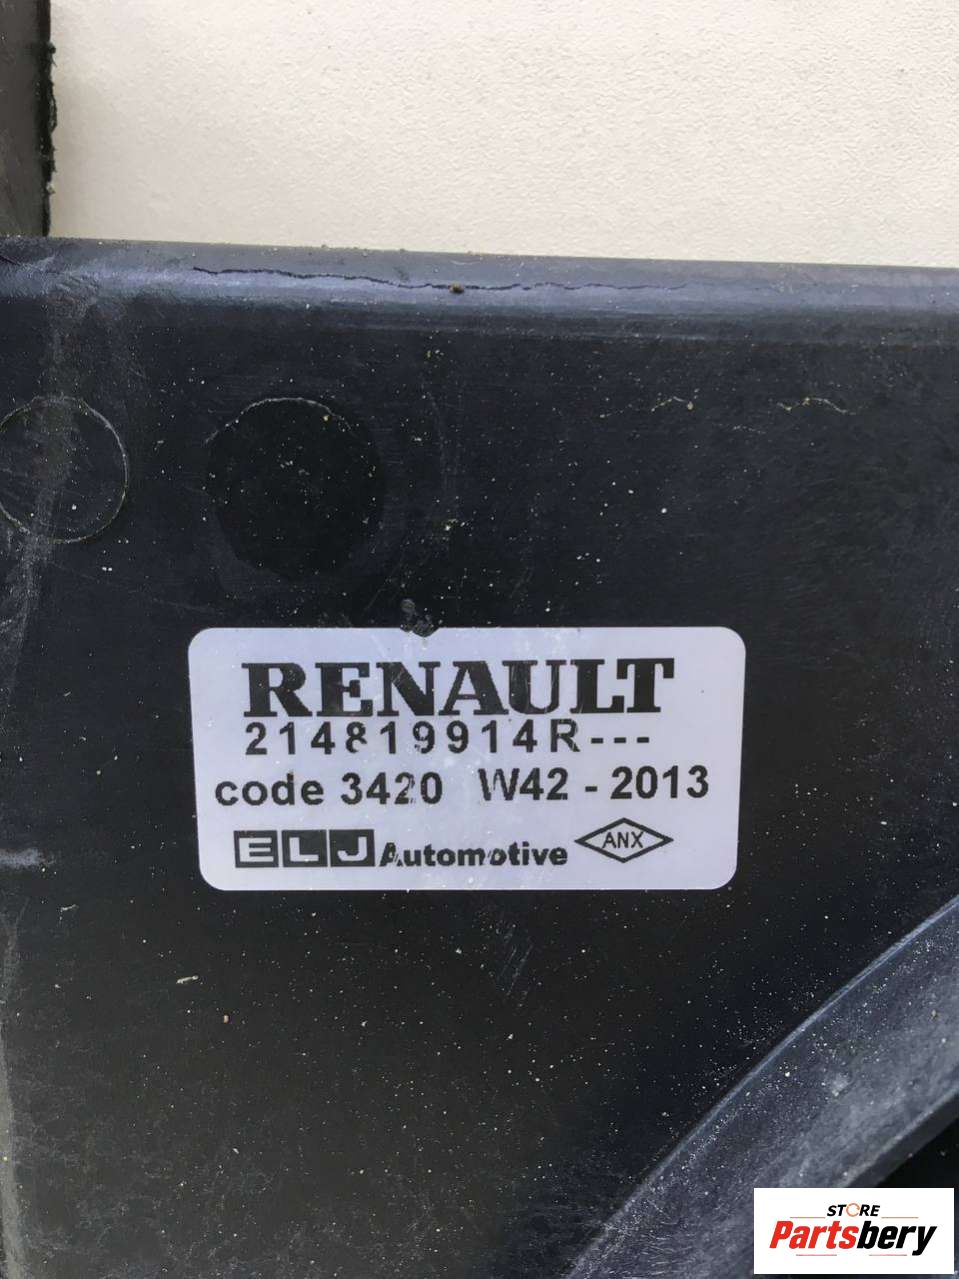 RENAULT
214819914R---
code 3420 W42 - 2013
ELJ Automotive ANX
STORE
Partsbery